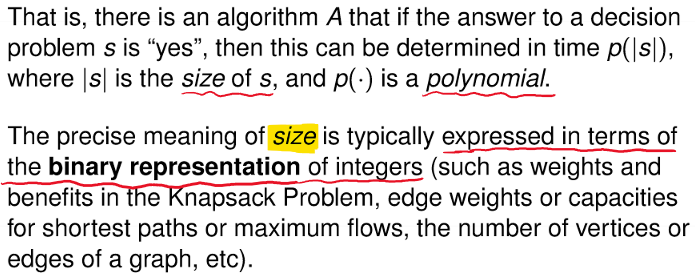 That is, there is an algorithm A that if the answer to a decision
problem s is “yes”, then this can be determined in time p(|s|),
where |s| is the size of s, and p(·) is a polynomial.
The precise meaning of size is typically expressed in terms of
the binary representation of integers (such as weights and
benefits in the Knapsack Problem, edge weights or capacities
for shortest paths or maximum flows, the number of vertices or
edges of a graph, etc).